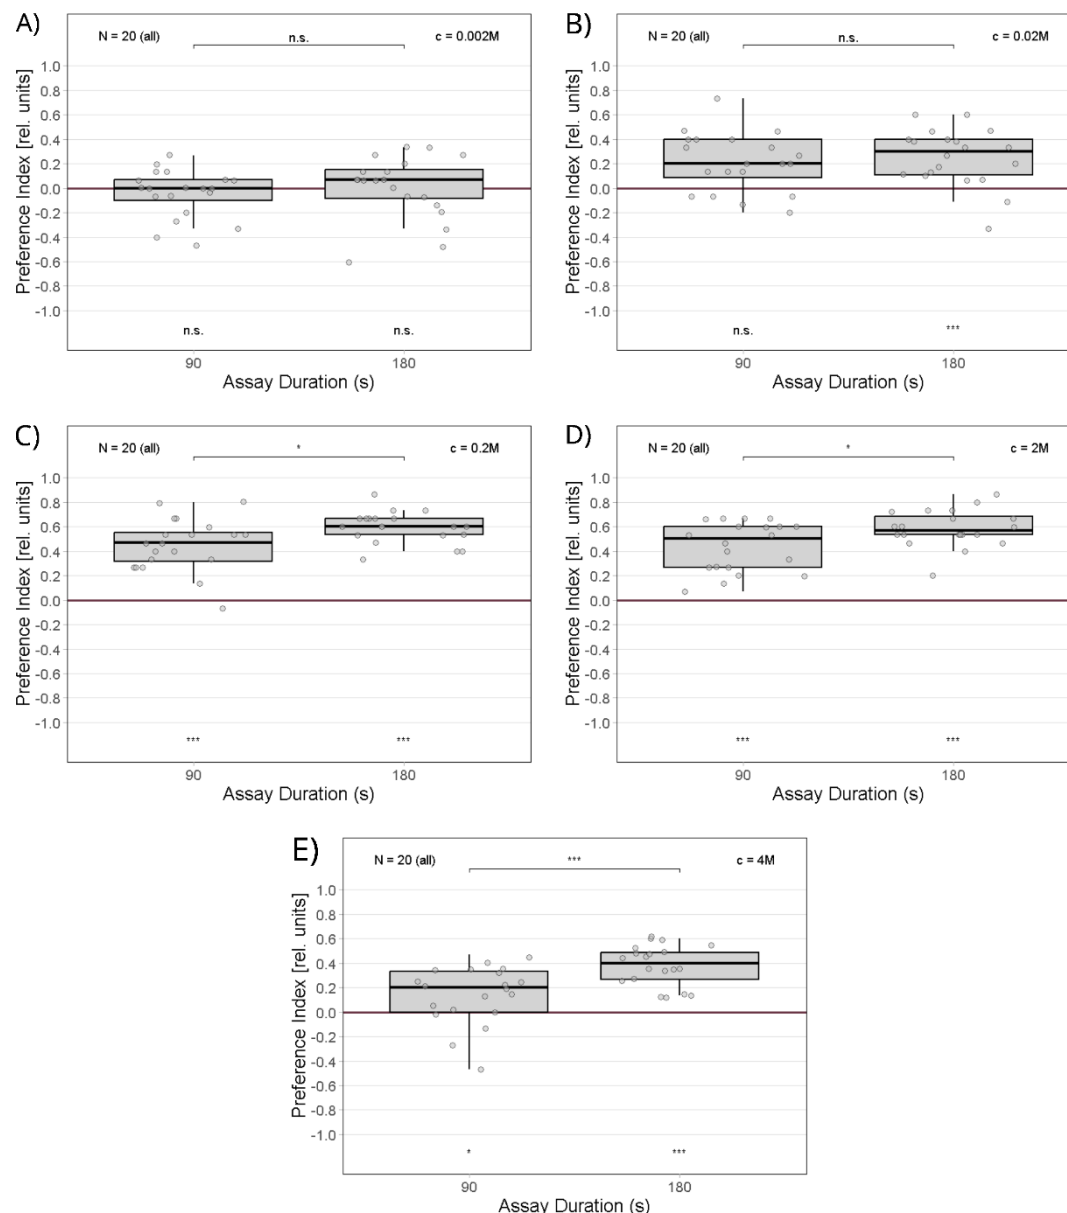 A)
N = 20 (all) n.s. c = 0.002M
Preference Index [rel. units]
1.0
0.8
0.6
0.4
0.2
0.0
-0.2
-0.4
-0.6
-0.8
-1.0
n.s. n.s.
90 180
Assay Duration (s)
B)
N = 20 (all) n.s. c = 0.02M
Preference Index [rel. units]
1.0
0.8
0.6
0.4
0.2
0.0
-0.2
-0.4
-0.6
-0.8
-1.0
n.s. ***
90 180
Assay Duration (s)
C)
N = 20 (all) * c = 0.2M
Preference Index [rel. units]
1.0
0.8
0.6
0.4
0.2
0.0
-0.2
-0.4
-0.6
-0.8
-1.0
*** ***
90 180
Assay Duration (s)
D)
N = 20 (all) * c = 2M
Preference Index [rel. units]
1.0
0.8
0.6
0.4
0.2
0.0
-0.2
-0.4
-0.6
-0.8
-1.0
*** ***
90 180
Assay Duration (s)
E)
N = 20 (all) *** c = 4M
Preference Index [rel. units]
1.0
0.8
0.6
0.4
0.2
0.0
-0.2
-0.4
-0.6
-0.8
-1.0
* ***
90 180
Assay Duration (s)